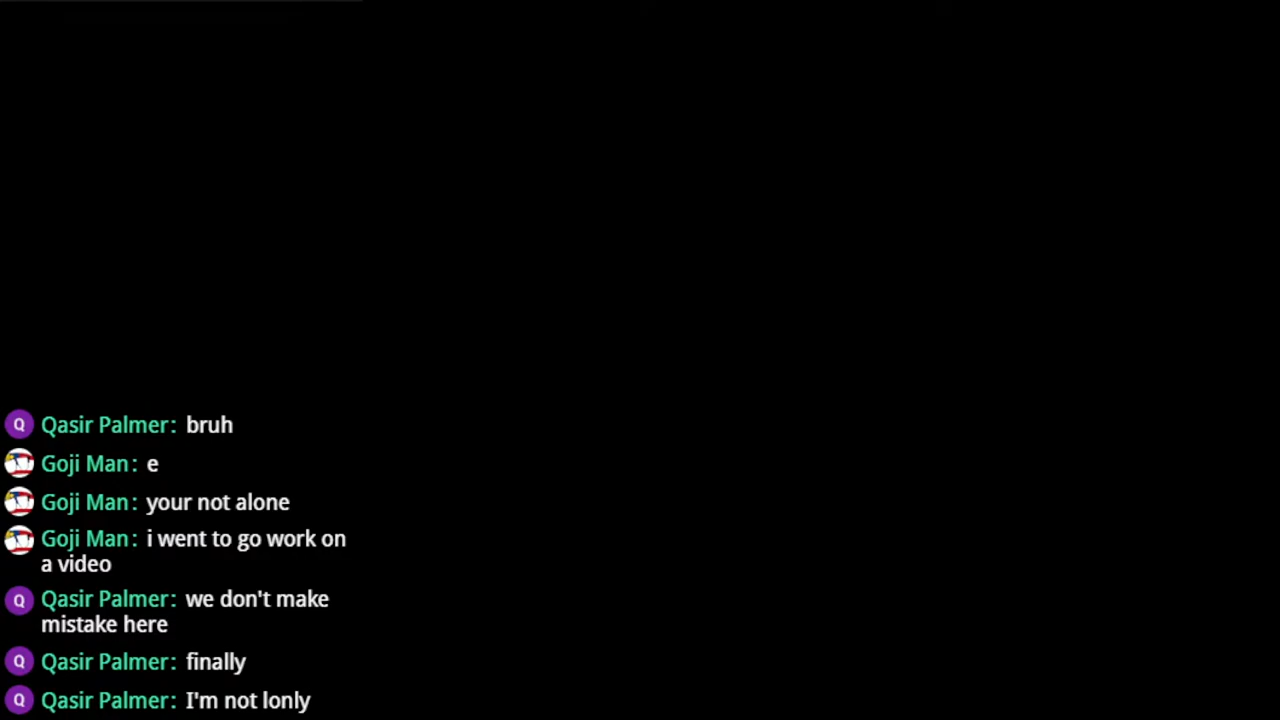 Q Qasir Palmer: bruh
Goji Man: e
Goji Man: your not alone
Goji Man: i went to go work on
a video
Q Qasir Palmer: we don't make
mistake here
Q Qasir Palmer: finally
Q Qasir Palmer: I'm not lonly